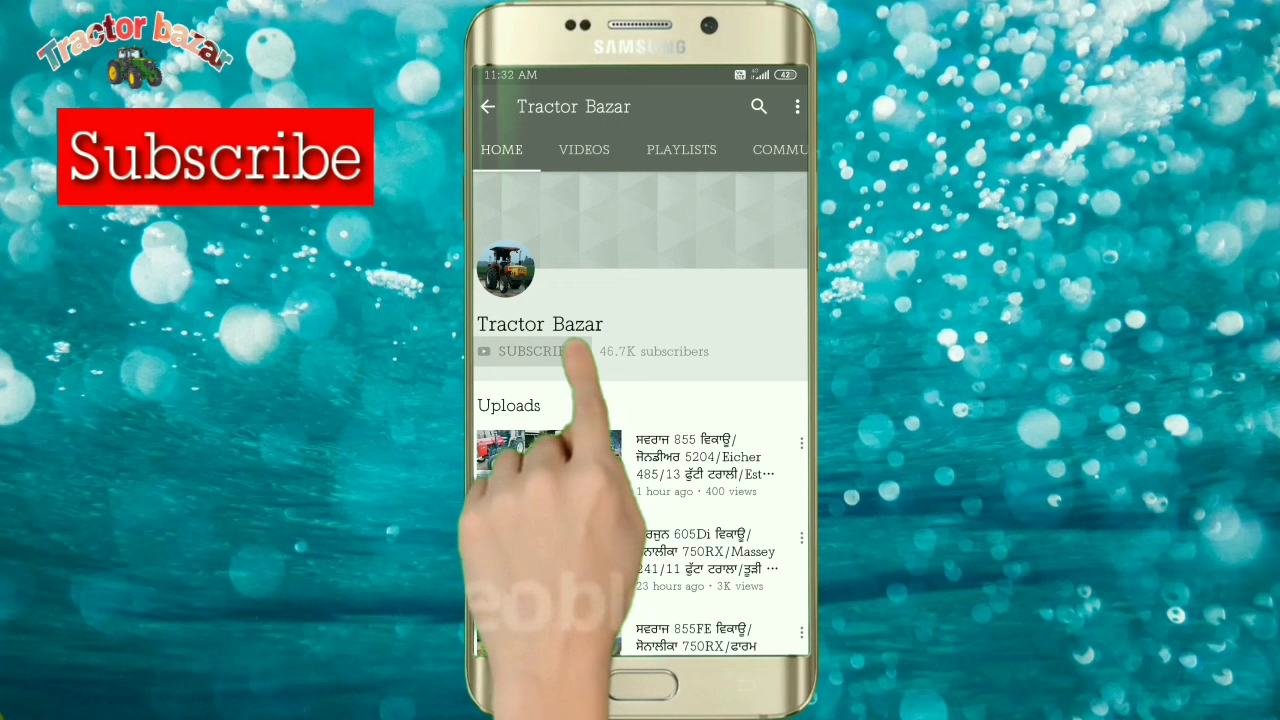 Tractor bazar
Subscribe
SAMSUNG
11:32 AM
42
Tractor Bazar
HOME VIDEOS PLAYLISTS COMMU
Tractor Bazar
46.7K subscribers
Uploads
ਸਵਰਾਜ 855 ਵਿਕਾਊ/
ਜੋਨਡੀਅਰ 5204/Eicher
485/13 ਫੁੱਟੀ ਟਰਾਲੀ/Est...
1 hour ago · 400 views
605Di ਵਿਕਾਊ/
750RX/Massey
241/11 ਫੁੱਟਾ ਟਰਾਲਾ/ਤੂੜੀ ...
23 hours ago · 3K views
ਸਵਰਾਜ 855FE ਵਿਕਾਊ/
ਸੋਨਾਲੀਕਾ 750RX/ਫਾਰਮ